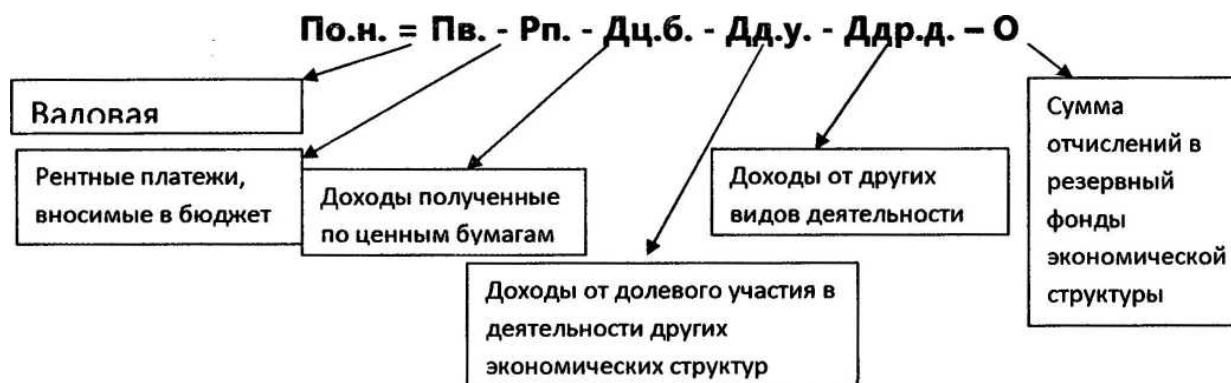 По.н. = Пв. - Рп. - Дц.б. - Дд.у. - Ддр.д. – О
Валовая
Рентные платежи,
вносимые в бюджет
Доходы полученные
по ценным бумагам
Доходы от долевого участия в
деятельности других
экономических структур
Доходы от других
видов деятельности
Сумма
отчислений в
резервный
фонды
экономической
структуры